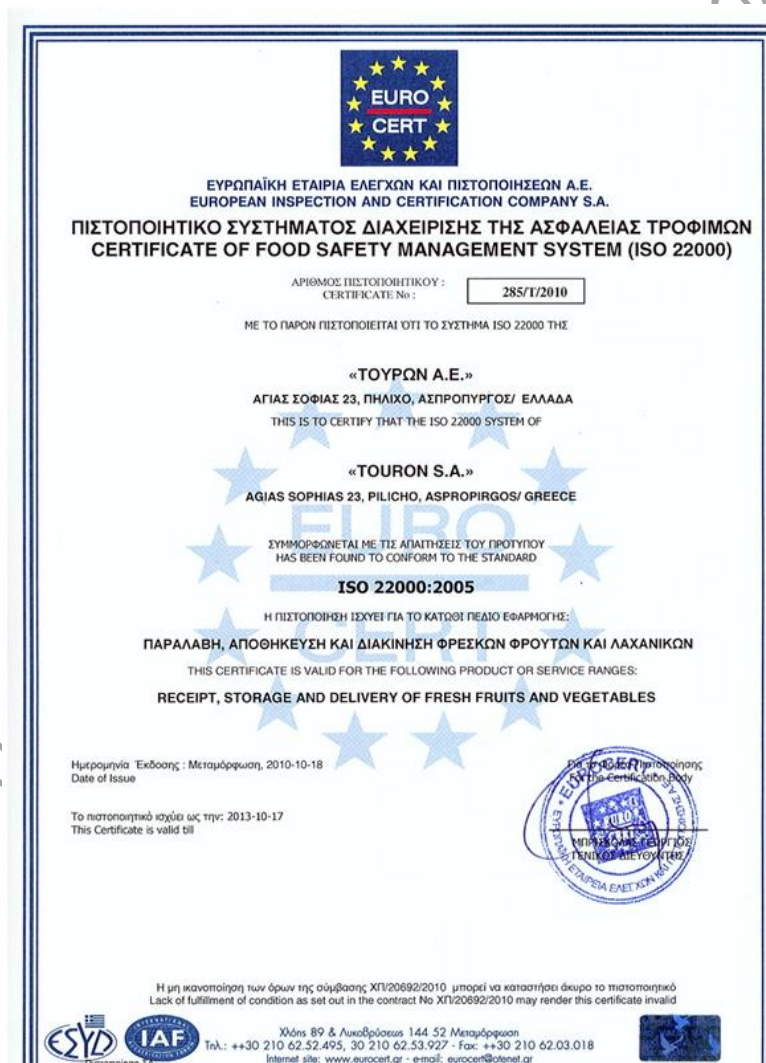 EURO
CERT
ΕΥΡΩΠΑΪΚΗ ΕΤΑΙΡΙΑ ΕΛΕΓΧΩΝ ΚΑΙ ΠΙΣΤΟΠΟΙΗΣΕΩΝ Α.Ε.
EUROPEAN INSPECTION AND CERTIFICATION COMPANY S.A.
ΠΙΣΤΟΠΟΙΗΤΙΚΟ ΣΥΣΤΗΜΑΤΟΣ ΔΙΑΧΕΙΡΙΣΗΣ ΤΗΣ ΑΣΦΑΛΕΙΑΣ ΤΡΟΦΙΜΩΝ
CERTIFICATE OF FOOD SAFETY MANAGEMENT SYSTEM (ISO 22000)
ΑΡΙΘΜΟΣ ΠΙΣΤΟΠΟΙΗΤΙΚΟΥ :
CERTIFICATE No :
285/T/2010
ΜΕ ΤΟ ΠΑΡΟΝ ΠΙΣΤΟΠΟΙΕΙΤΑΙ ΌΤΙ ΤΟ ΣΥΣΤΗΜΑ ISO 22000 ΤΗΣ
«ΤΟΥΡΩΝ Α.Ε.»
ΑΓΙΑΣ ΣΟΦΙΑΣ 23, ΠΗΛΙΧΟ, ΑΣΠΡΟΠΥΡΓΟΣ/ ΕΛΛΑΔΑ
THIS IS TO CERTIFY THAT THE ISO 22000 SYSTEM OF
«TOURON S.A.»
AGIAS SOPHIAS 23, PILICHO, ASPROPIRGOS/ GREECE
EURO
ΣΥΜΜΟΡΦΩΝΕΤΑΙ ΜΕ ΤΙΣ ΑΠΑΙΤΗΣΕΙΣ ΤΟΥ ΠΡΟΤΥΠΟΥ
HAS BEEN FOUND TO CONFORM TO THE STANDARD
ISO 22000:2005
Η ΠΙΣΤΟΠΟΙΗΣΗ ΙΣΧΥΕΙ ΓΙΑ ΤΟ ΚΑΤΩΘΙ ΠΕΔΙΟ ΕΦΑΡΜΟΓΗΣ:
CERT
ΠΑΡΑΛΑΒΗ, ΑΠΟΘΗΚΕΥΣΗ ΚΑΙ ΔΙΑΚΙΝΗΣΗ ΦΡΕΣΚΩΝ ΦΡΟΥΤΩΝ ΚΑΙ ΛΑΧΑΝΙΚΩΝ
THIS CERTIFICATE IS VALID FOR THE FOLLOWING PRODUCT OR SERVICE RANGES:
RECEIPT, STORAGE AND DELIVERY OF FRESH FRUITS AND VEGETABLES
Ημερομηνία Έκδοσης : Μεταμόρφωση, 2010-10-18
Date of Issue
Για το Φορέα Πιστοποίησης
For the Certification Body
Το πιστοποιητικό ισχύει ως την: 2013-10-17
This Certificate is valid till
ΜΠΡΙΣΚΟΛΑΣ ΓΕΩΡΓΙΟΣ
ΓΕΝΙΚΟΣ ΔΙΕΥΘΥΝΤΗΣ
Η μη ικανοποίηση των όρων της σύμβασης ΧΠ/20692/2010 μπορεί να καταστήσει άκυρο το πιστοποιητικό
Lack of fulfillment of condition as set out in the contract No ΧΠ/20692/2010 may render this certificate invalid
ΕΣΥΔ
IAF
Χλόης 89 & Λυκοβρύσεως 144 52 Μεταμόρφωση
Τηλ.: ++30 210 62.52.495, 30 210 62.53.927 - Fax: ++30 210 62.03.018
Internet site: www.eurocert.gr - e-mail: eurocert@otenet.gr